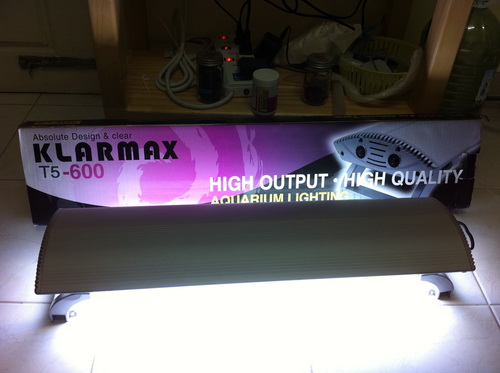 Absolute Design & clear
KLARMAX
T5-600
HIGH OUTPUT · HIGH QUALITY
AQUARIUM LIGHTING